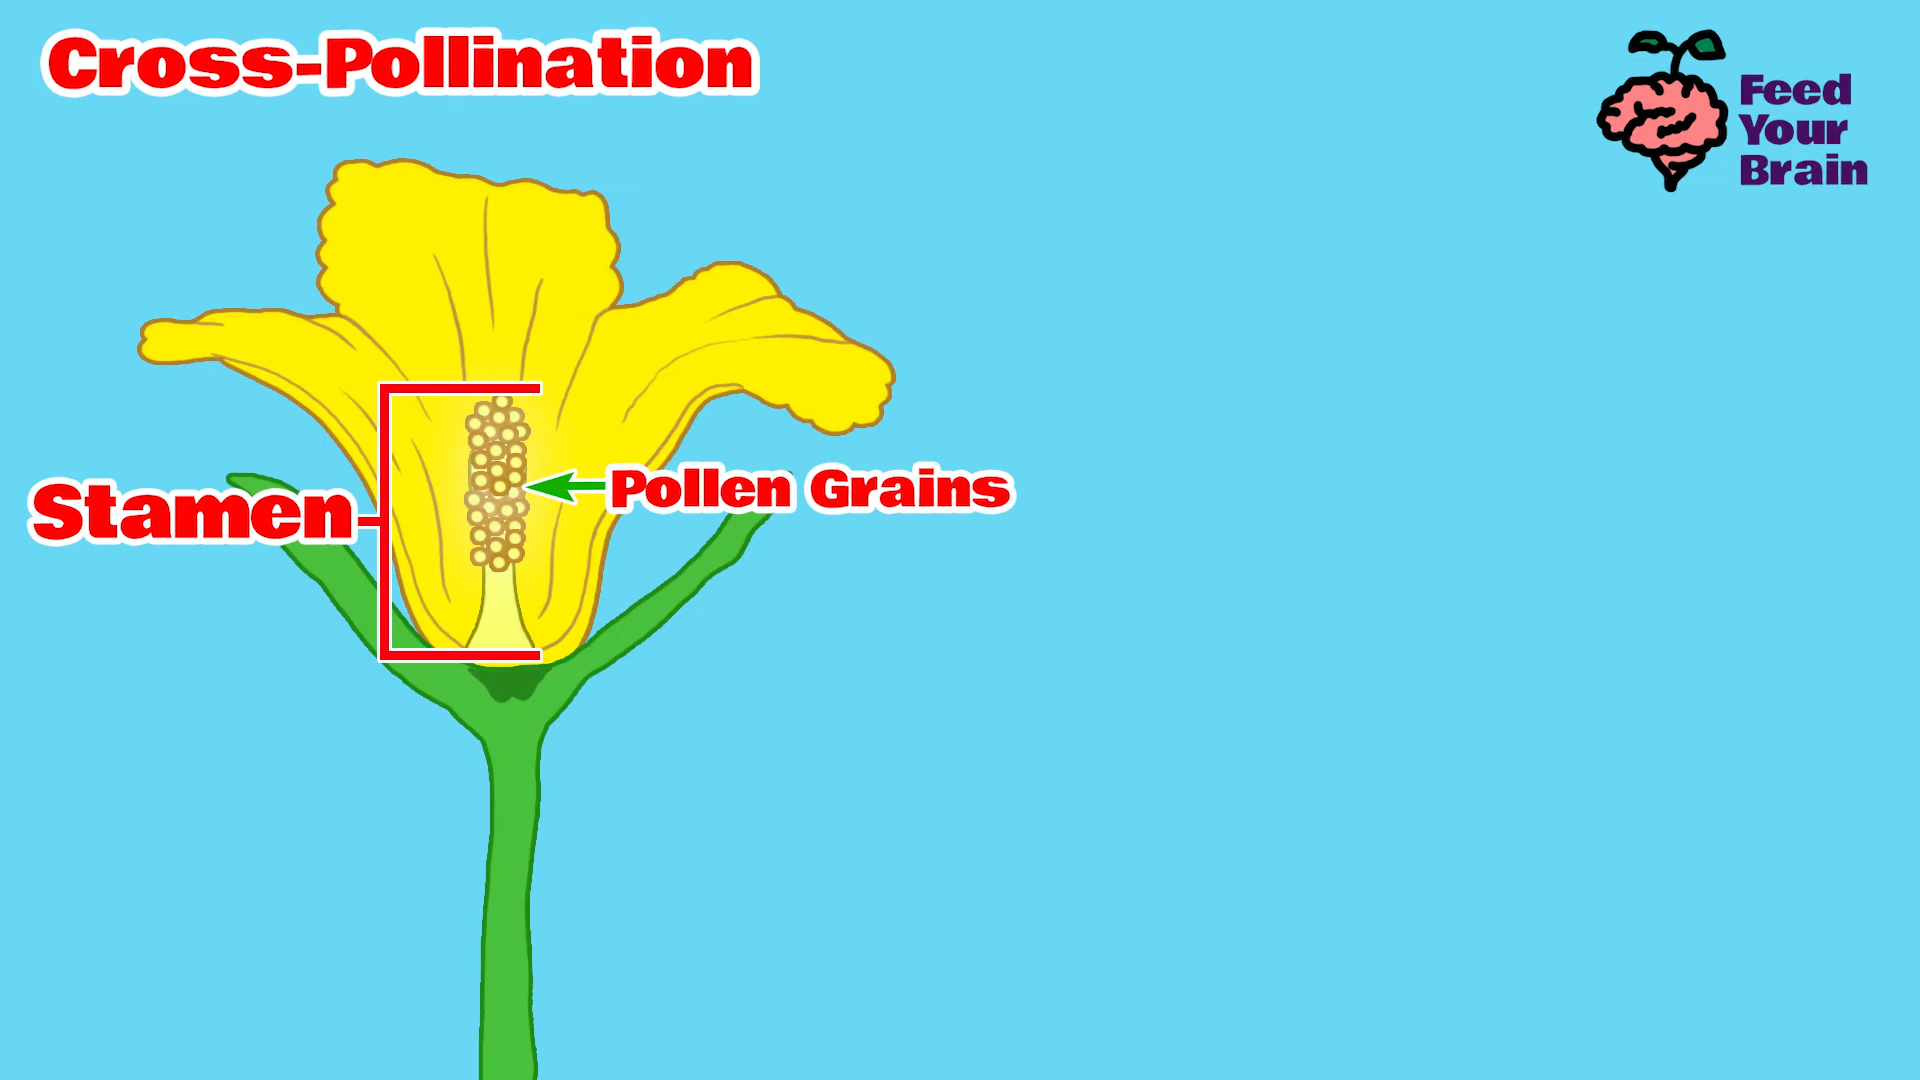 Cross-Pollination
Feed
Your
Brain
Stamen
Pollen Grains